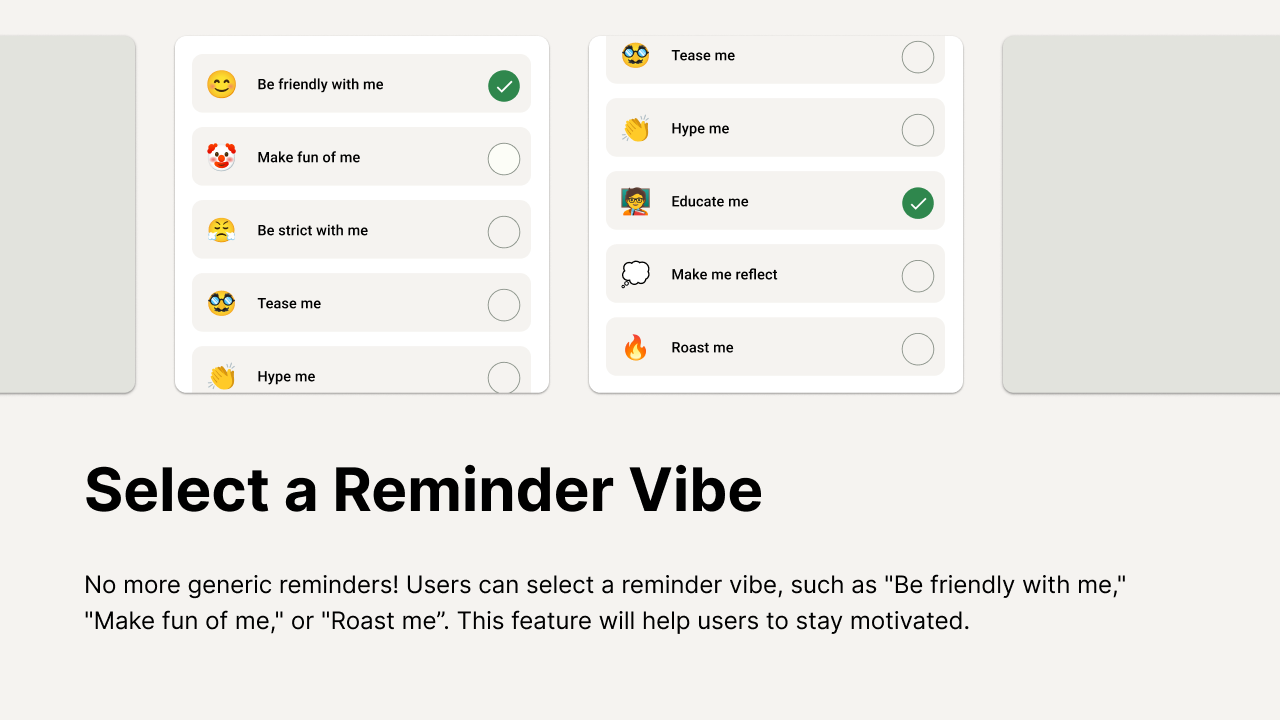 Be friendly with me
Make fun of me
Be strict with me
Tease me
Hype me
Tease me
Hype me
Educate me
Make me reflect
Roast me
Select a Reminder Vibe
No more generic reminders! Users can select a reminder vibe, such as "Be friendly with me,"
"Make fun of me," or "Roast me”. This feature will help users to stay motivated.